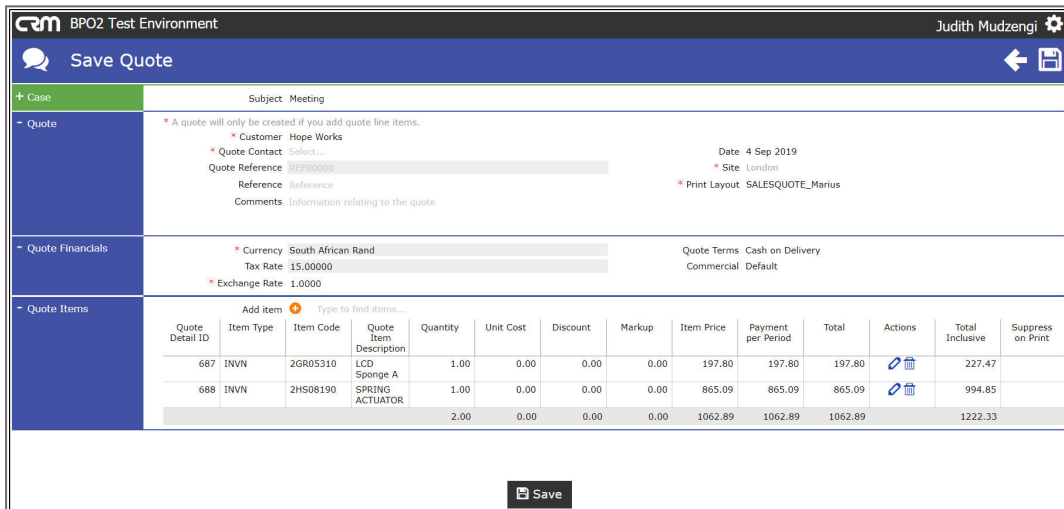 CRM BPO2 Test Environment Judith Mudzengi
Save Quote
+ Case Subject Meeting
- Quote * A quote will only be created if you add quote line items.
* Customer Hope Works
* Quote Contact Select... Date 4 Sep 2019
Quote Reference REF00000 * Site London
Reference Reference * Print Layout SALESQUOTE_Marius
Comments Information relating to the quote
- Quote Financials * Currency South African Rand Quote Terms Cash on Delivery
Tax Rate 15.00000 Commercial Default
* Exchange Rate 1.0000
- Quote Items Add item Type to find items...
Quote Detail ID Item Type Item Code Quote Item Description Quantity Unit Cost Discount Markup Item Price Payment per Period Total Actions Total Inclusive Suppress on Print
687 INVN 2GR05310 LCD Sponge A 1.00 0.00 0.00 0.00 197.80 197.80 197.80 227.47
688 INVN 2HS08190 SPRING ACTUATOR 1.00 0.00 0.00 0.00 865.09 865.09 865.09 994.85
2.00 0.00 0.00 0.00 1062.89 1062.89 1062.89 1222.33
Save